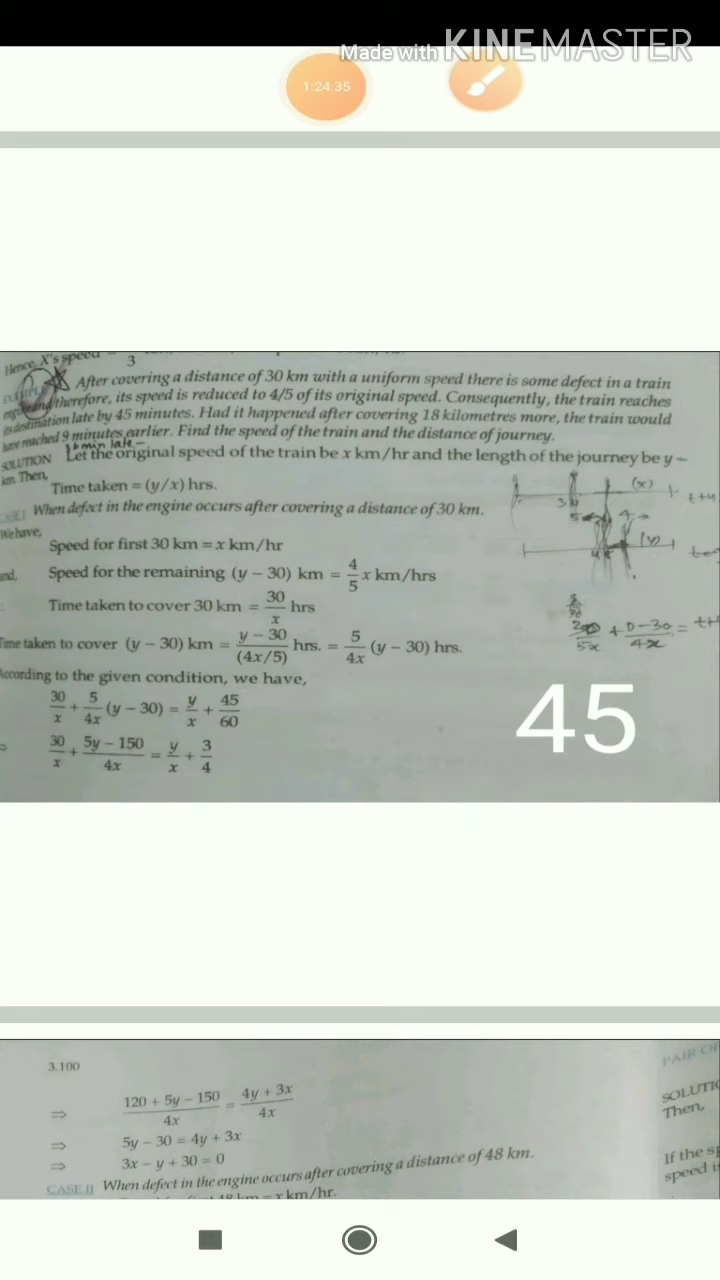 Made with KINEMASTER
1:24:35
Hence, X's speed = 3
After covering a distance of 30 km with a uniform speed there is some defect in a train
and therefore, its speed is reduced to 4/5 of its original speed. Consequently, the train reaches
its destination late by 45 minutes. Had it happened after covering 18 kilometres more, the train would
have reached 9 minutes earlier. Find the speed of the train and the distance of journey.
SOLUTION Let the original speed of the train be x km/hr and the length of the journey be y
km. Then,
Time taken = (y/x) hrs.
CASE I When defect in the engine occurs after covering a distance of 30 km.
We have,
Speed for first 30 km = x km/hr
and, Speed for the remaining (y − 30) km = 4/5 x km/hrs
Time taken to cover 30 km = 30/x hrs
Time taken to cover (y − 30) km = y − 30/(4x/5) hrs. = 5/4x (y − 30) hrs.
According to the given condition, we have,
30/x + 5/4x (y − 30) = y/x + 45/60
⇒ 30/x + 5y − 150/4x = y/x + 3/4
45
3.100
PAIR
⇒ 120 + 5y − 150/4x = 4y + 3x/4x
⇒ 5y − 30 = 4y + 3x
⇒ 3x − y + 30 = 0
CASE II When defect in the engine occurs after covering a distance of 48 km.
x km/hr.
Then,
If the
speed